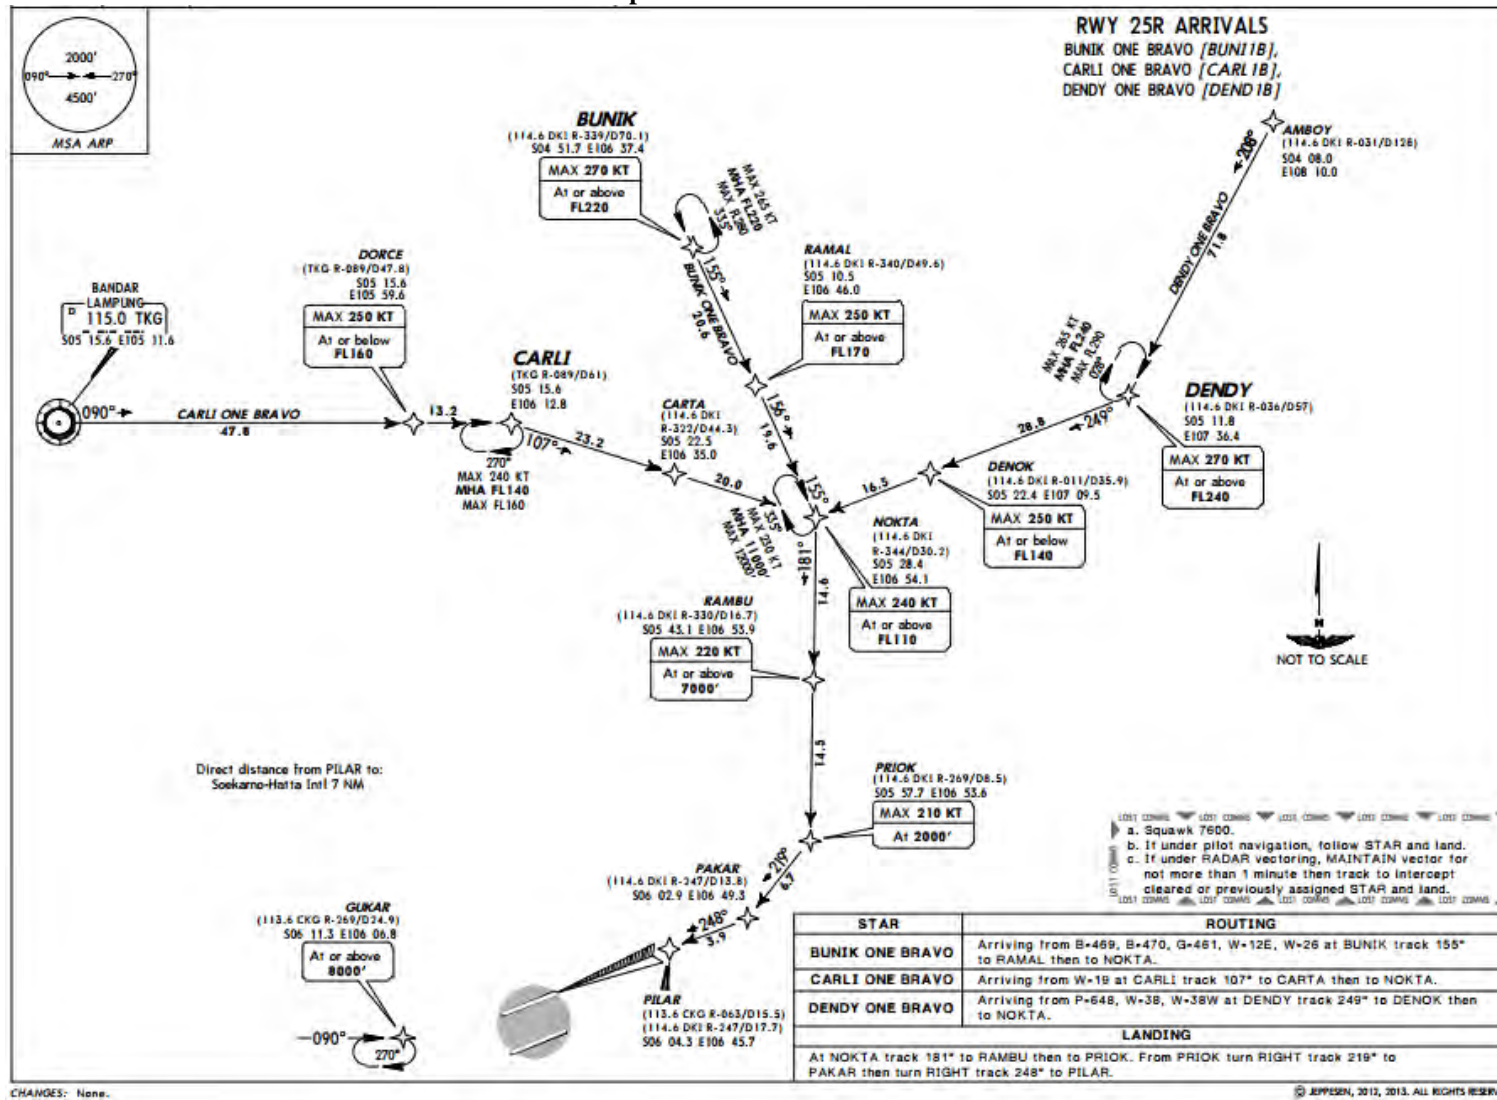 RWY 25R ARRIVALS
BUNIK ONE BRAVO [BUNI1B],
CARLI ONE BRAVO [CARL1B],
DENDY ONE BRAVO [DEND1B]
2000'
090° 270°
4500'
MSA ARP
BUNIK
(114.6 DKI R-339/D70.1)
S04 51.7 E106 37.4
MAX 270 KT
At or above
FL220
MAX 265 KT
MHA FL220
MAX FL280
335°
155°
BUNIK ONE BRAVO
20.6
AMBOY
(114.6 DKI R-031/D128)
S04 08.0
E108 10.0
208°
DENDY ONE BRAVO
71.8
RAMAL
(114.6 DKI R-340/D49.6)
S05 10.5
E106 46.0
MAX 250 KT
At or above
FL170
156°
19.6
BANDAR
LAMPUNG
D 115.0 TKG
S05 15.6 E105 11.6
090°
CARLI ONE BRAVO
47.8
DORCE
(TKG R-089/D47.8)
S05 15.6
E105 59.6
MAX 250 KT
At or below
FL160
13.2
CARLI
(TKG R-089/D61)
S05 15.6
E106 12.8
107°
23.2
270°
MAX 240 KT
MHA FL140
MAX FL160
CARTA
(114.6 DKI
R-322/D44.3)
S05 22.5
E106 35.0
20.0
MAX 265 KT
MHA FL240
MAX FL290
028°
DENDY
(114.6 DKI R-036/D57)
S05 11.8
E107 36.4
MAX 270 KT
At or above
FL240
249°
28.8
DENOK
(114.6 DKI R-011/D35.9)
S05 22.4 E107 09.5
MAX 250 KT
At or below
FL140
16.5
155°
335°
MAX 230 KT
MHA 11000'
MAX 12000'
NOKTA
(114.6 DKI
R-344/D30.2)
S05 28.4
E106 54.1
MAX 240 KT
At or above
FL110
181°
14.6
RAMBU
(114.6 DKI R-330/D16.7)
S05 43.1 E106 53.9
MAX 220 KT
At or above
7000'
14.5
N
NOT TO SCALE
Direct distance from PILAR to:
Soekarno-Hatta Intl 7 NM
PRIOK
(114.6 DKI R-269/D8.5)
S05 57.7 E106 53.6
MAX 210 KT
At 2000'
219°
6.7
PAKAR
(114.6 DKI R-247/D13.8)
S06 02.9 E106 49.3
248°
3.9
PILAR
(113.6 CKG R-063/D15.5)
(114.6 DKI R-247/D17.7)
S06 04.3 E106 45.7
GUKAR
(113.6 CKG R-269/D24.9)
S06 11.3 E106 06.8
At or above
8000'
090°
270°
LOST COMMS LOST COMMS LOST COMMS LOST COMMS LOST COMMS
LOST COMMS
a. Squawk 7600.
b. If under pilot navigation, follow STAR and land.
c. If under RADAR vectoring, MAINTAIN vector for
not more than 1 minute then track to intercept
cleared or previously assigned STAR and land.
LOST COMMS LOST COMMS LOST COMMS LOST COMMS LOST COMMS
STAR ROUTING
BUNIK ONE BRAVO Arriving from B-469, B-470, G-461, W-12E, W-26 at BUNIK track 155°
to RAMAL then to NOKTA.
CARLI ONE BRAVO Arriving from W-19 at CARLI track 107° to CARTA then to NOKTA.
DENDY ONE BRAVO Arriving from P-648, W-38, W-38W at DENDY track 249° to DENOK then
to NOKTA.
LANDING
At NOKTA track 181° to RAMBU then to PRIOK. From PRIOK turn RIGHT track 219° to
PAKAR then turn RIGHT track 248° to PILAR.
CHANGES: None.
© JEPPESEN, 2012, 2013. ALL RIGHTS RESERV